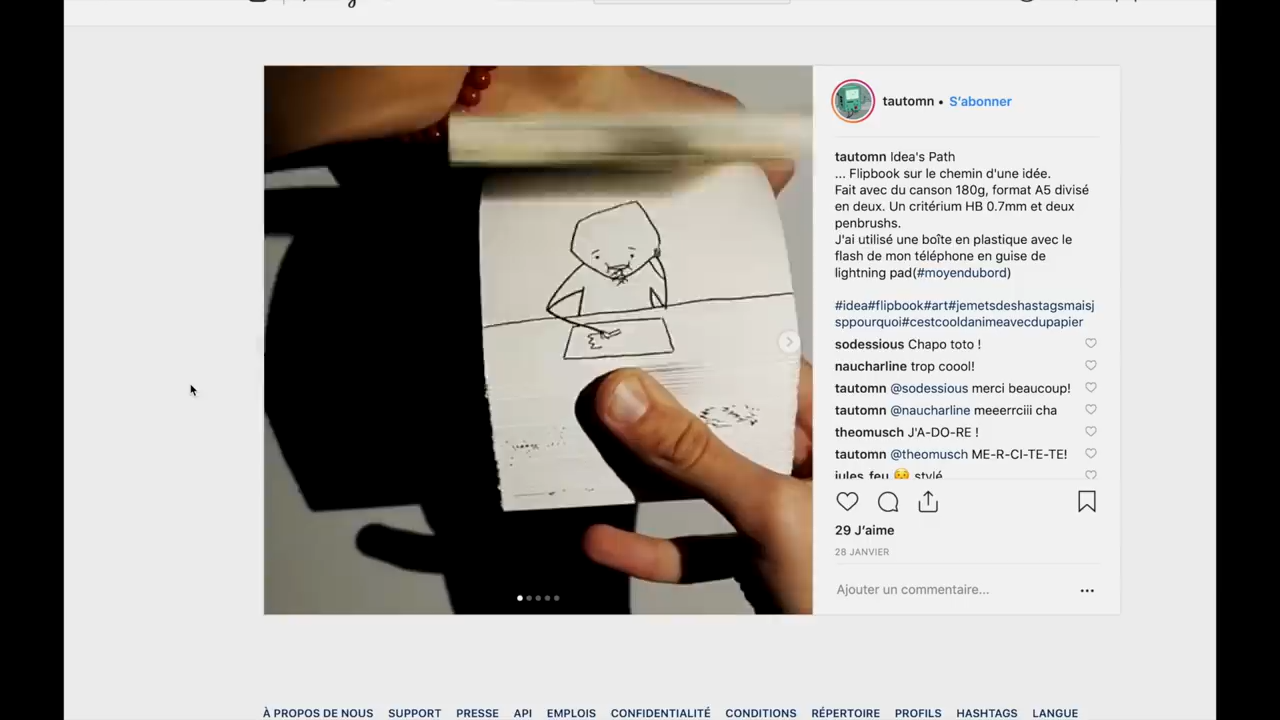 tautomn • S'abonner
tautomn Idea's Path
... Flipbook sur le chemin d'une idée.
Fait avec du canson 180g, format A5 divisé
en deux. Un critérium HB 0.7mm et deux
penbrushs.
J'ai utilisé une boîte en plastique avec le
flash de mon téléphone en guise de
lightning pad(#moyendubord)
#idea#flipbook#art#jemetsdeshastagsmaisj
sppourquoi#cestcooldanimeavecdupapier
sodessious Chapo toto !
naucharline trop coool!
tautomn @sodessious merci beaucoup!
tautomn @naucharline meeerrciii cha
theomusch J'A-DO-RE !
tautomn @theomusch ME-R-CI-TE-TE!
jules_feu 😔 stylé
29 J'aime
28 JANVIER
Ajouter un commentaire...
À PROPOS DE NOUS SUPPORT PRESSE API EMPLOIS CONFIDENTIALITÉ CONDITIONS RÉPERTOIRE PROFILS HASHTAGS LANGUE